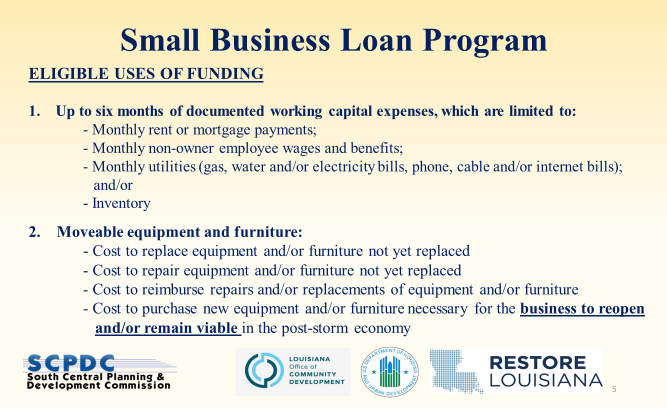 Small Business Loan Program
ELIGIBLE USES OF FUNDING
1. Up to six months of documented working capital expenses, which are limited to:
- Monthly rent or mortgage payments;
- Monthly non-owner employee wages and benefits;
- Monthly utilities (gas, water and/or electricity bills, phone, cable and/or internet bills);
and/or
- Inventory
2. Moveable equipment and furniture:
- Cost to replace equipment and/or furniture not yet replaced
- Cost to repair equipment and/or furniture not yet replaced
- Cost to reimburse repairs and/or replacements of equipment and/or furniture
- Cost to purchase new equipment and/or furniture necessary for the business to reopen
and/or remain viable in the post-storm economy
SCPDC
South Central Planning &
Development Commission
LOUISIANA
Office of
COMMUNITY
DEVELOPMENT
U.S. DEPARTMENT OF HOUSING
AND URBAN DEVELOPMENT
RESTORE
LOUISIANA
5